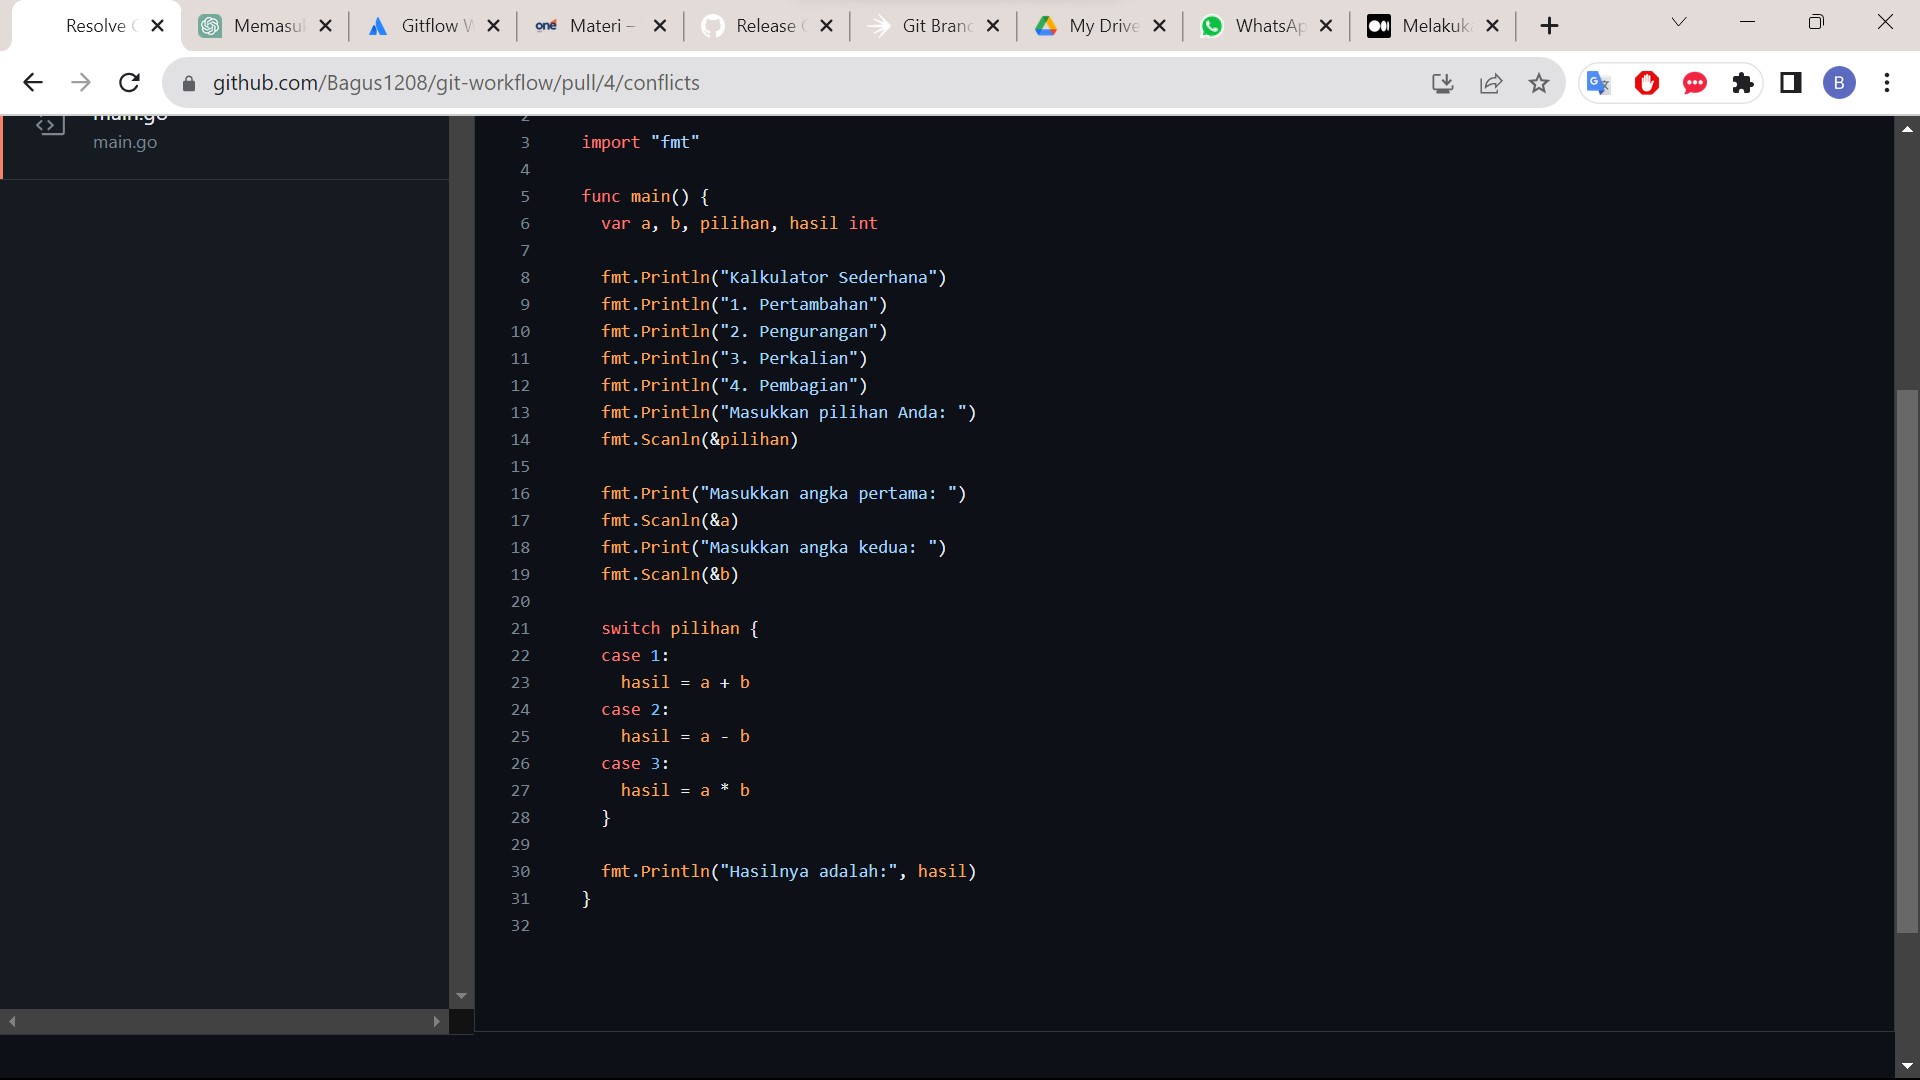 Resolve C
Memasu
Gitflow W
oné Materi –
Release
Git Branc
My Drive
WhatsAp
Melakuk
github.com/Bagus1208/git-workflow/pull/4/conflicts
B
main.go
main.go
2
3 import "fmt"
4
5 func main() {
6 var a, b, pilihan, hasil int
7
8 fmt.Println("Kalkulator Sederhana")
9 fmt.Println("1. Pertambahan")
10 fmt.Println("2. Pengurangan")
11 fmt.Println("3. Perkalian")
12 fmt.Println("4. Pembagian")
13 fmt.Println("Masukkan pilihan Anda: ")
14 fmt.Scanln(&pilihan)
15
16 fmt.Print("Masukkan angka pertama: ")
17 fmt.Scanln(&a)
18 fmt.Print("Masukkan angka kedua: ")
19 fmt.Scanln(&b)
20
21 switch pilihan {
22 case 1:
23 hasil = a + b
24 case 2:
25 hasil = a - b
26 case 3:
27 hasil = a * b
28 }
29
30 fmt.Println("Hasilnya adalah:", hasil)
31 }
32